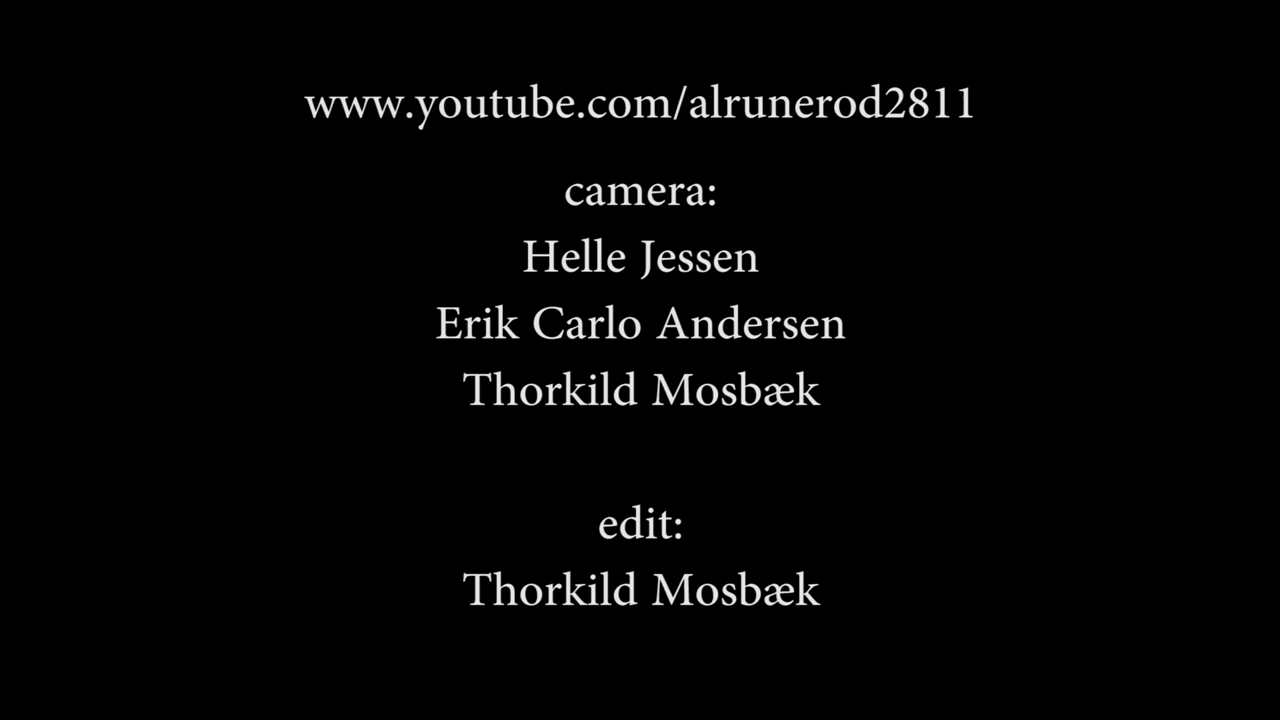 www.youtube.com/alrunerod2811
camera:
Helle Jessen
Erik Carlo Andersen
Thorkild Mosbæk
edit:
Thorkild Mosbæk